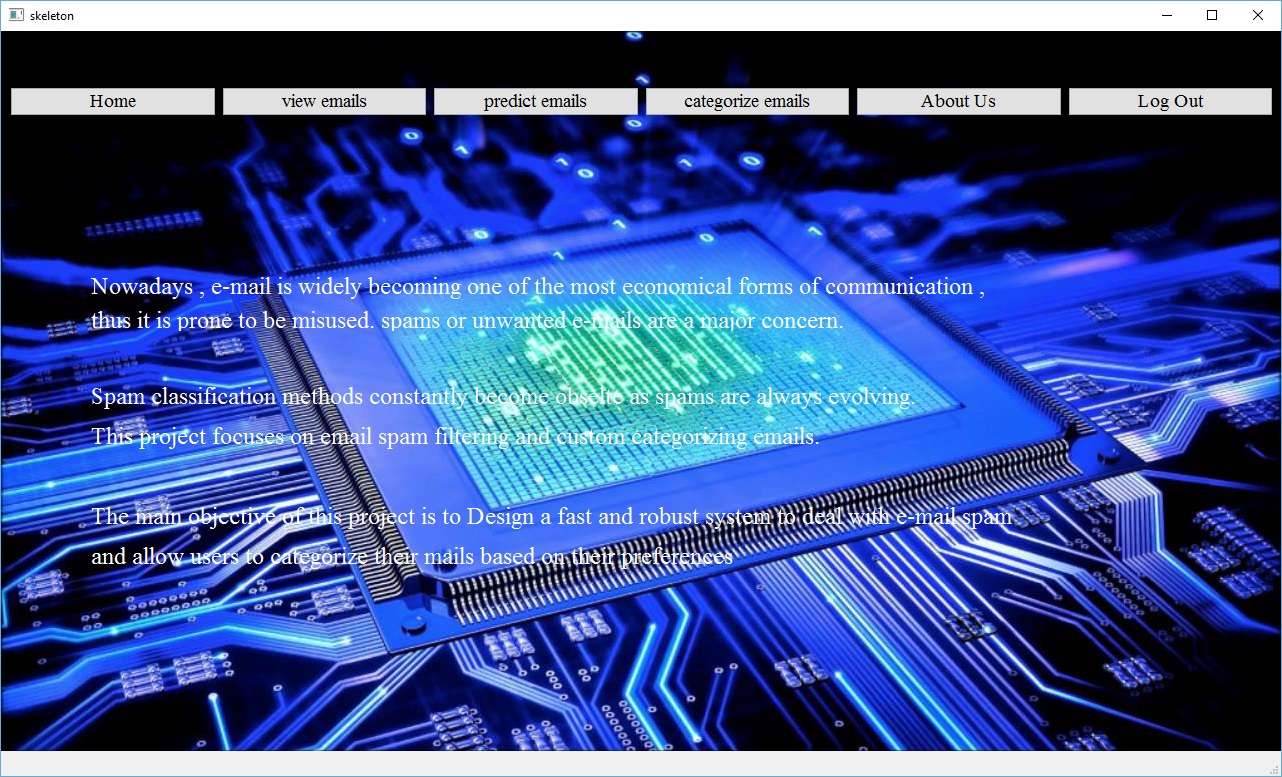 skeleton
Home view emails predict emails categorize emails About Us Log Out
Nowadays , e-mail is widely becoming one of the most economical forms of communication ,
thus it is prone to be misused. spams or unwanted e-mails are a major concern.
Spam classification methods constantly become obselte as spams are always evolving.
This project focuses on email spam filtering and custom categorizing emails.
The main objective of this project is to Design a fast and robust system to deal with e-mail spam
and allow users to categorize their mails based on their preferences